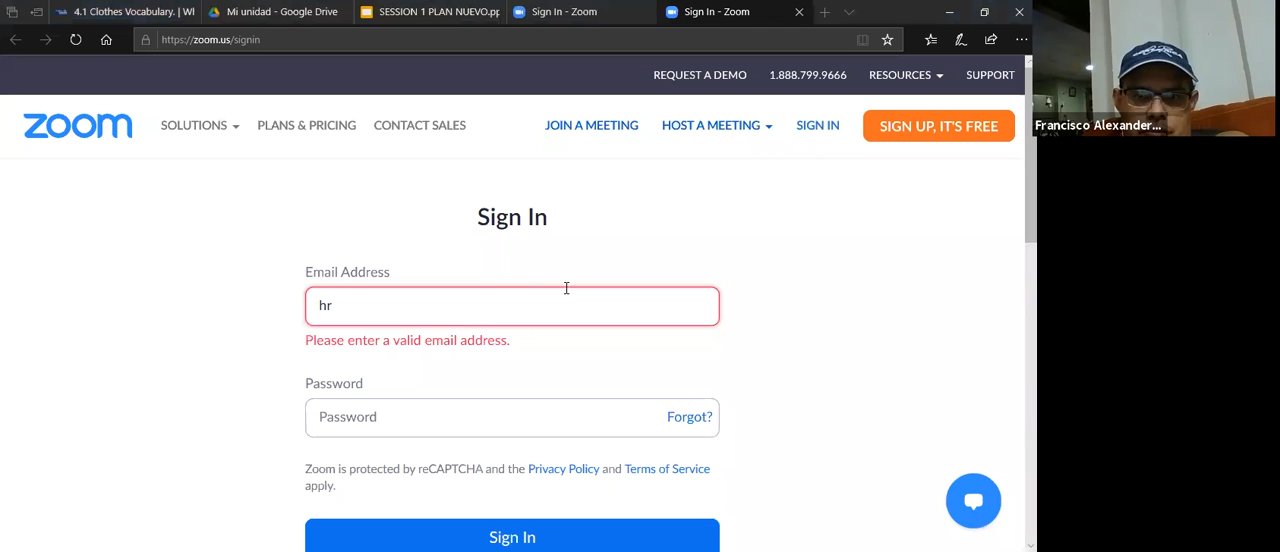 4.1 Clothes Vocabulary. | Wl
Mi unidad - Google Drive
SESSION 1 PLAN NUEVO.pp
Sign In - Zoom
Sign In - Zoom
https://zoom.us/signin
REQUEST A DEMO 1.888.799.9666 RESOURCES SUPPORT
zoom SOLUTIONS PLANS & PRICING CONTACT SALES JOIN A MEETING HOST A MEETING SIGN IN SIGN UP, IT'S FREE
Francisco Alexander...
Sign In
Email Address
hr
Please enter a valid email address.
Password
Password Forgot?
Zoom is protected by reCAPTCHA and the Privacy Policy and Terms of Service
apply.
Sign In